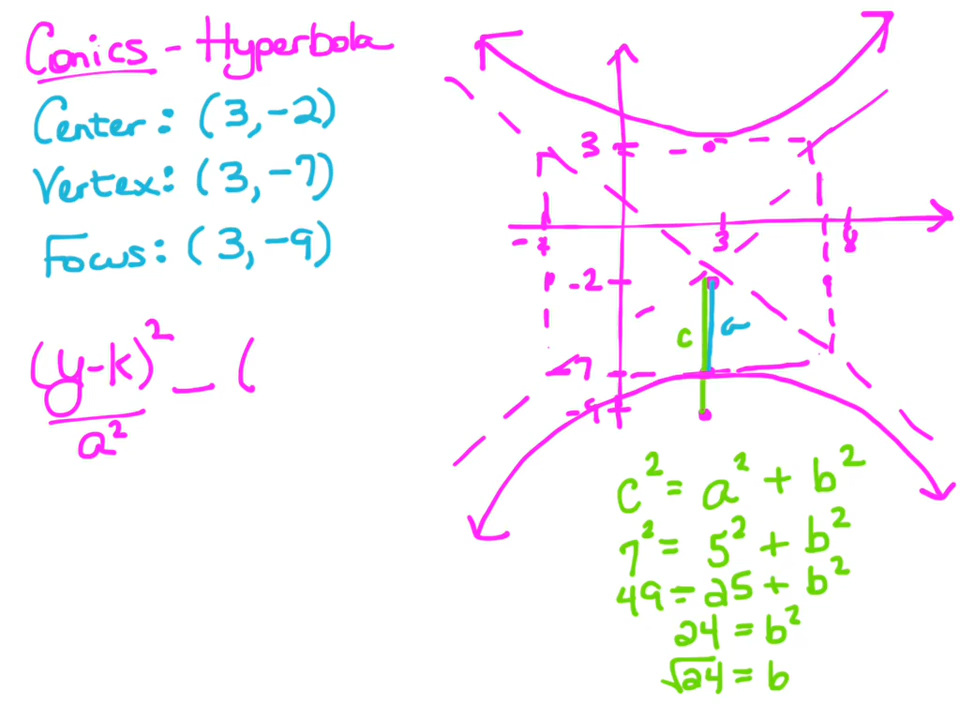 Conics - Hyperbola
Center: (3,-2)
Vertex: (3,-7)
Focus: (3,-9)
(y-k)² - (
a²
3
3
8
-2
c
a
-7
-9
c² = a² + b²
7² = 5² + b²
49 = 25 + b²
24 = b²
√24 = b